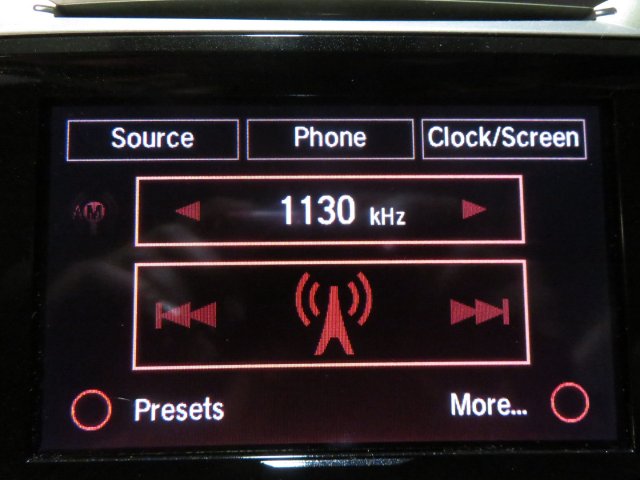 Source Phone Clock/Screen
AM
1130 kHz
Presets More...